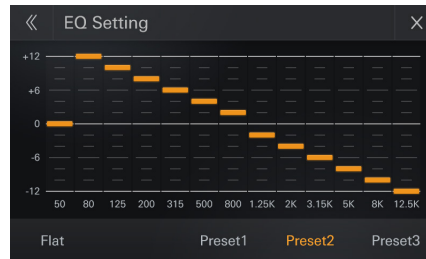 « EQ Setting X
+12
+6
0
-6
-12
50 80 125 200 315 500 800 1.25K 2K 3.15K 5K 8K 12.5K
Flat Preset1 Preset2 Preset3